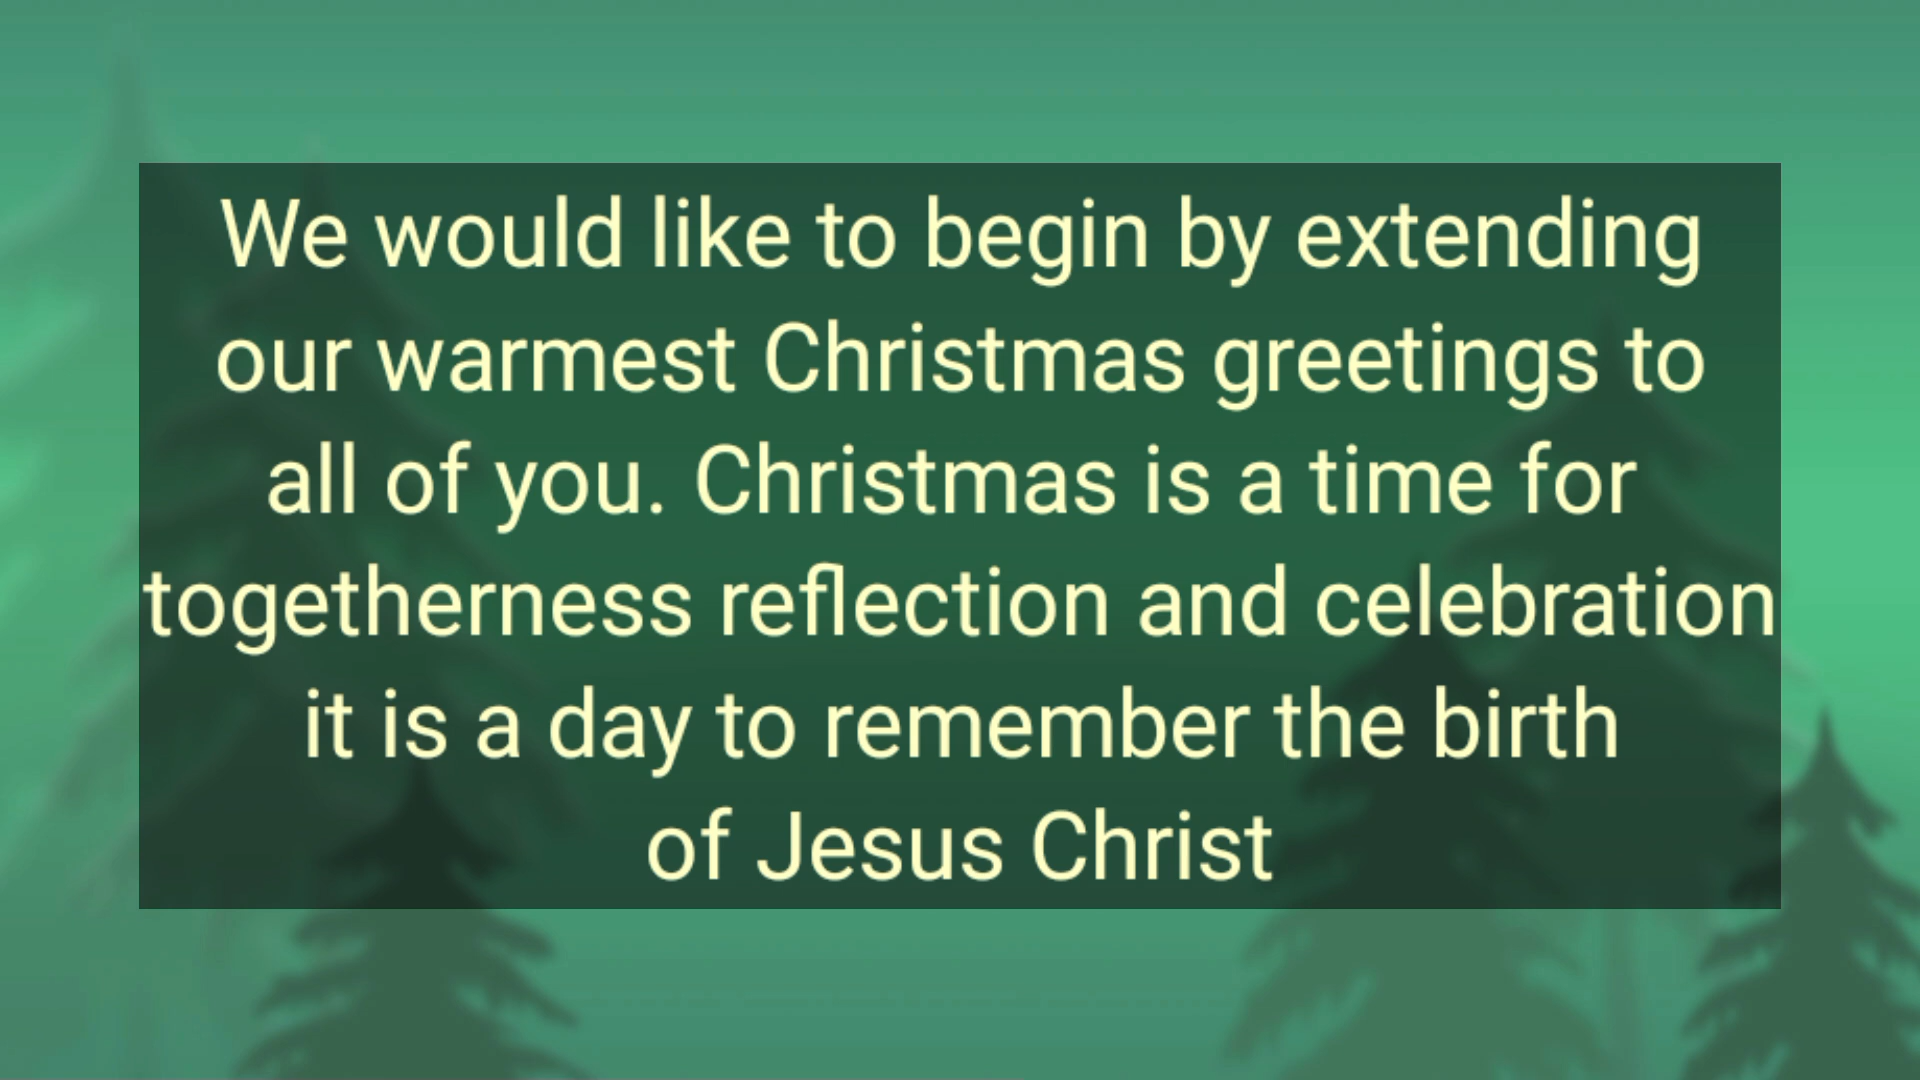 We would like to begin by extending
our warmest Christmas greetings to
all of you. Christmas is a time for
togetherness reflection and celebration
it is a day to remember the birth
of Jesus Christ